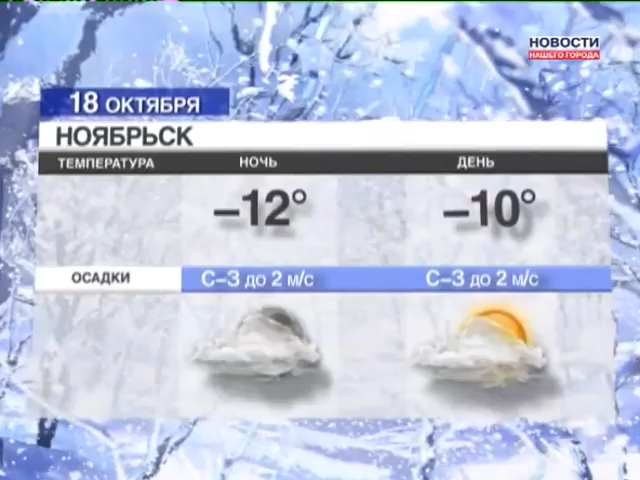 НОВОСТИ
НАШЕГО ГОРОДА
18 ОКТЯБРЯ
НОЯБРЬСК
ТЕМПЕРАТУРА НОЧЬ ДЕНЬ
–12° –10°
ОСАДКИ С–З до 2 м/с С–З до 2 м/с